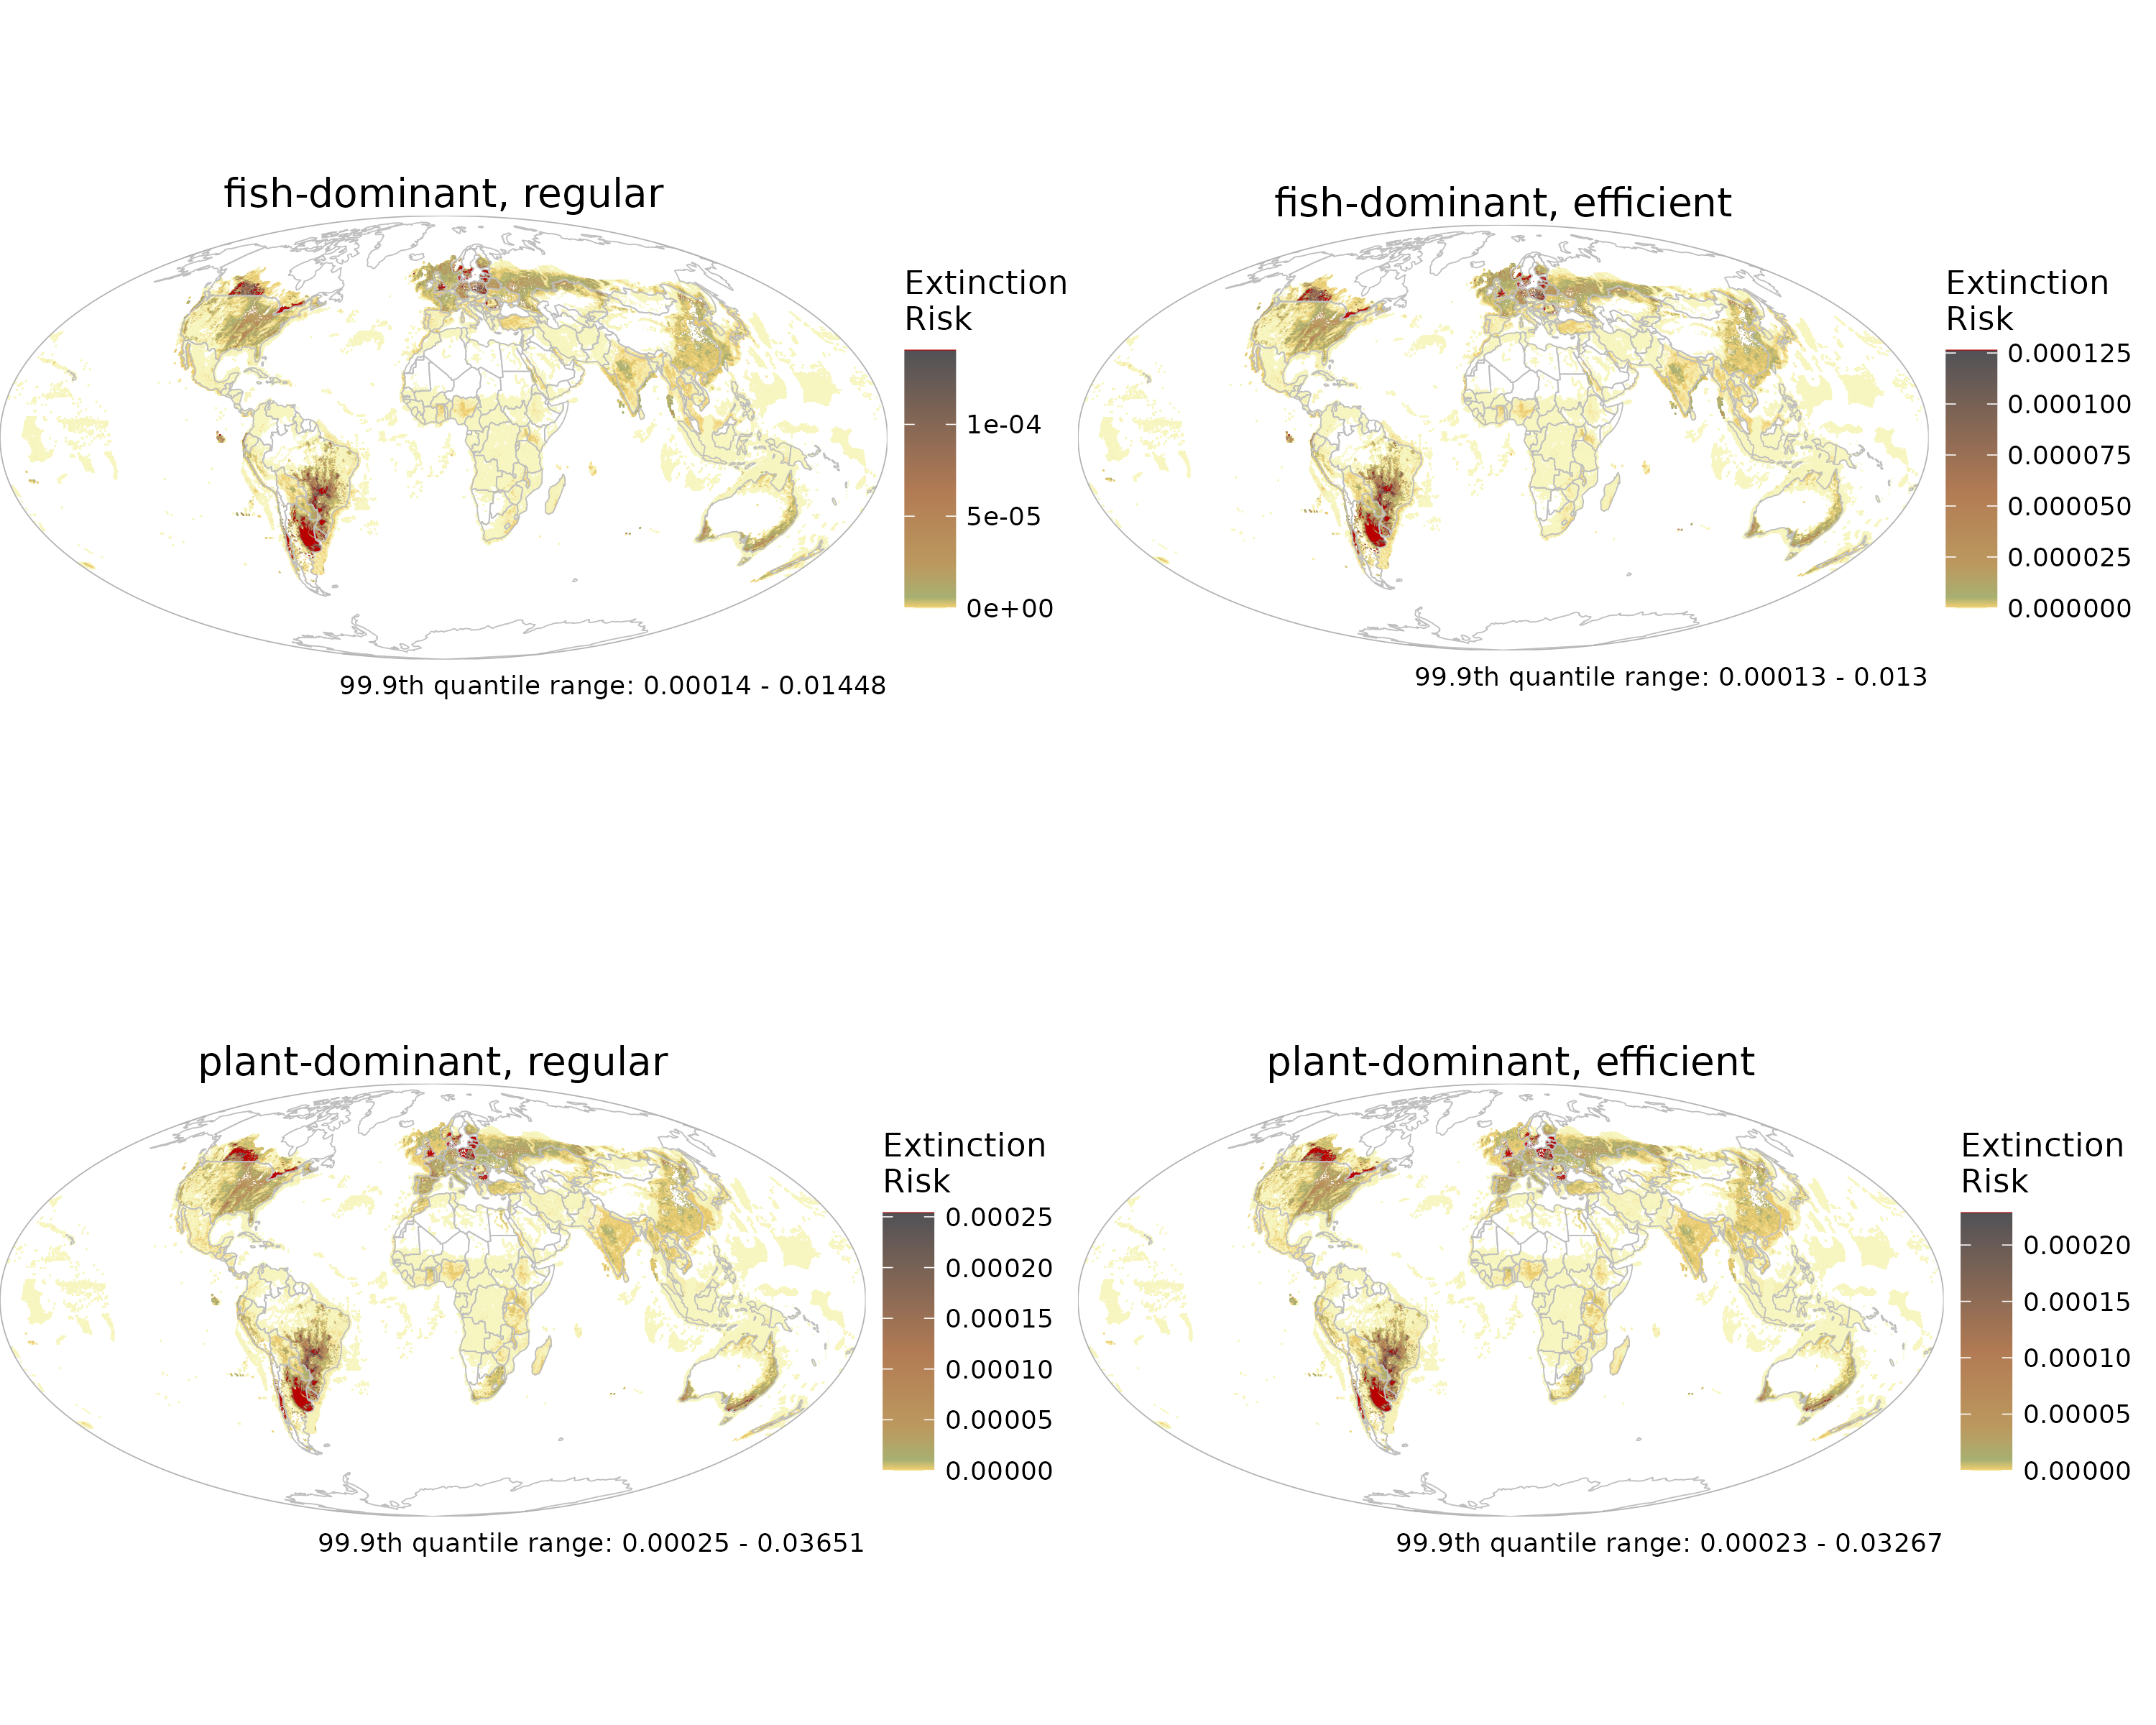 fish-dominant, regular
Extinction
Risk
1e-04
5e-05
0e+00
99.9th quantile range: 0.00014 - 0.01448
fish-dominant, efficient
Extinction
Risk
0.000125
0.000100
0.000075
0.000050
0.000025
0.000000
99.9th quantile range: 0.00013 - 0.013
plant-dominant, regular
Extinction
Risk
0.00025
0.00020
0.00015
0.00010
0.00005
0.00000
99.9th quantile range: 0.00025 - 0.03651
plant-dominant, efficient
Extinction
Risk
0.00020
0.00015
0.00010
0.00005
0.00000
99.9th quantile range: 0.00023 - 0.03267